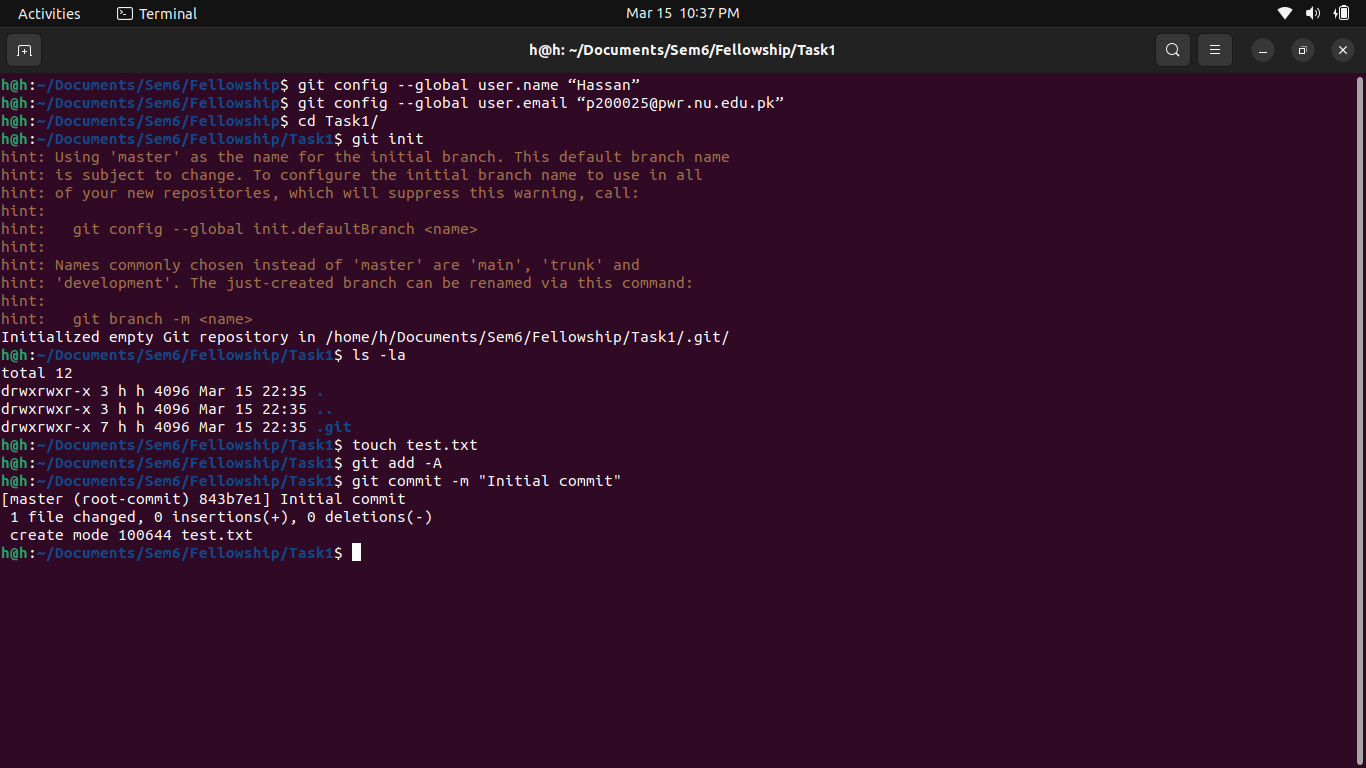 Activities Terminal Mar 15 10:37 PM
h@h: ~/Documents/Sem6/Fellowship/Task1
h@h:~/Documents/Sem6/Fellowship$ git config --global user.name “Hassan”
h@h:~/Documents/Sem6/Fellowship$ git config --global user.email “p200025@pwr.nu.edu.pk”
h@h:~/Documents/Sem6/Fellowship$ cd Task1/
h@h:~/Documents/Sem6/Fellowship/Task1$ git init
hint: Using 'master' as the name for the initial branch. This default branch name
hint: is subject to change. To configure the initial branch name to use in all
hint: of your new repositories, which will suppress this warning, call:
hint:
hint:   git config --global init.defaultBranch <name>
hint:
hint: Names commonly chosen instead of 'master' are 'main', 'trunk' and
hint: 'development'. The just-created branch can be renamed via this command:
hint:
hint:   git branch -m <name>
Initialized empty Git repository in /home/h/Documents/Sem6/Fellowship/Task1/.git/
h@h:~/Documents/Sem6/Fellowship/Task1$ ls -la
total 12
drwxrwxr-x 3 h h 4096 Mar 15 22:35 .
drwxrwxr-x 3 h h 4096 Mar 15 22:35 ..
drwxrwxr-x 7 h h 4096 Mar 15 22:35 .git
h@h:~/Documents/Sem6/Fellowship/Task1$ touch test.txt
h@h:~/Documents/Sem6/Fellowship/Task1$ git add -A
h@h:~/Documents/Sem6/Fellowship/Task1$ git commit -m "Initial commit"
[master (root-commit) 843b7e1] Initial commit
 1 file changed, 0 insertions(+), 0 deletions(-)
 create mode 100644 test.txt
h@h:~/Documents/Sem6/Fellowship/Task1$